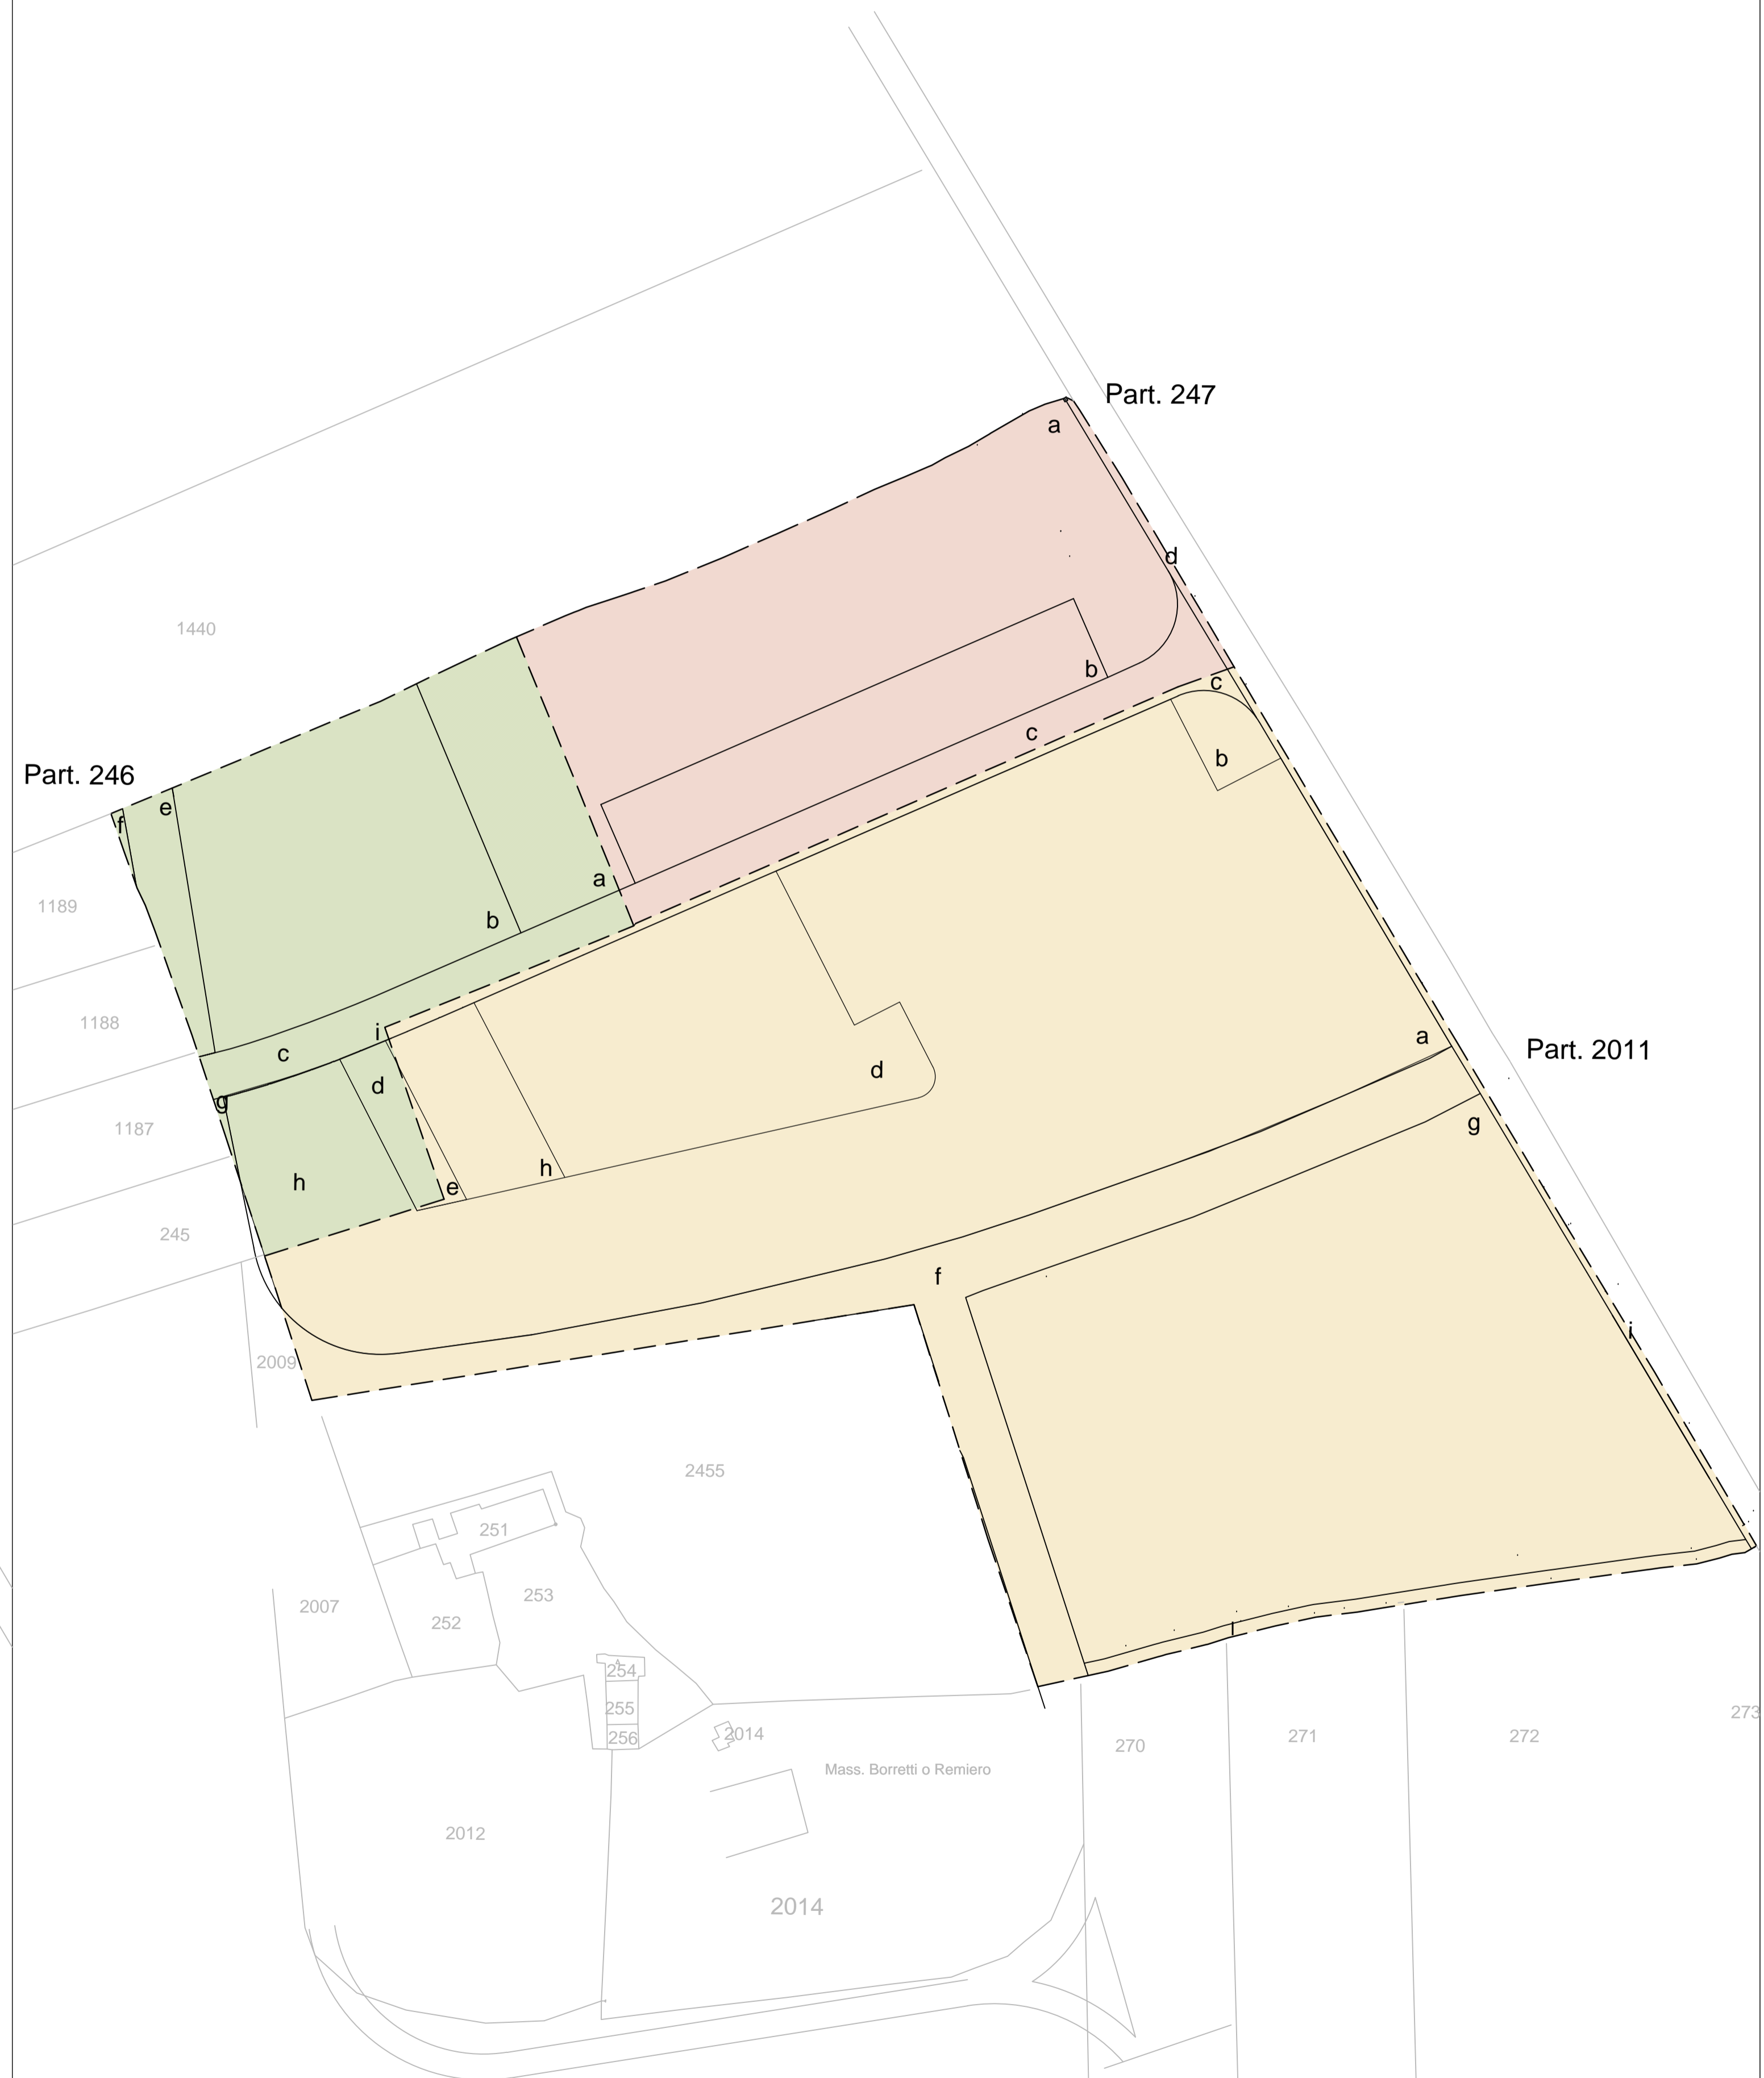 Part. 247
a
d
1440
b
c
c
b
Part. 246
e
f
a
b
1189
i
a
1188
c
Part. 2011
d
d
g
g
1187
h
h
e
245
f
i
2009
2455
251
253
2007
252
l
254
255
273
256
2014
270
271
272
Mass. Borretti o Remiero
2012
2014